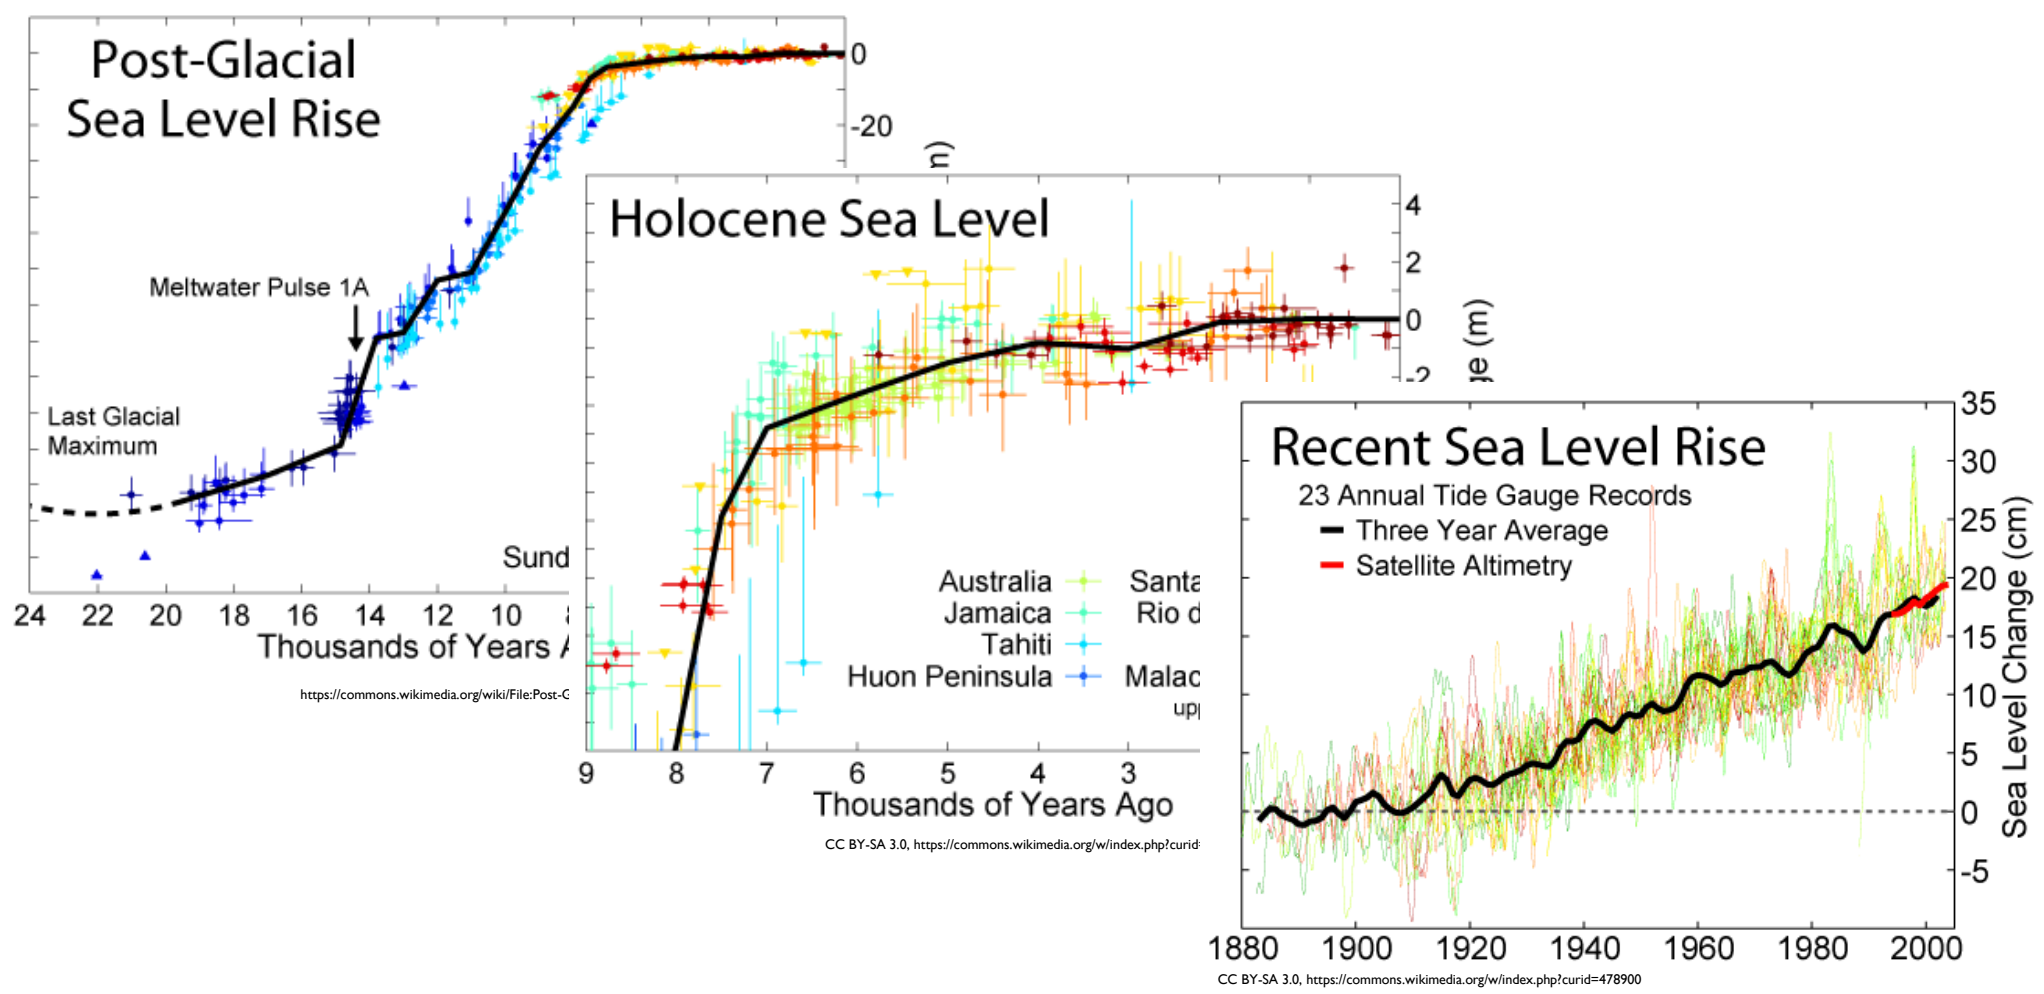 Post-Glacial
Sea Level Rise
0
-20
Meltwater Pulse 1A
Last Glacial
Maximum
Sund
24 22 20 18 16 14 12 10
Thousands of Years A
https://commons.wikimedia.org/wiki/File:Post-G
n)
Holocene Sea Level
4
2
0
-2
ge (m)
Australia Santa
Jamaica Rio d
Tahiti
Huon Peninsula Malac
upp
9 8 7 6 5 4 3
Thousands of Years Ago
CC BY-SA 3.0, https://commons.wikimedia.org/w/index.php?curid=
Recent Sea Level Rise
23 Annual Tide Gauge Records
Three Year Average
Satellite Altimetry
35
30
25
20
15
10
5
0
-5
Sea Level Change (cm)
1880 1900 1920 1940 1960 1980 2000
CC BY-SA 3.0, https://commons.wikimedia.org/w/index.php?curid=478900